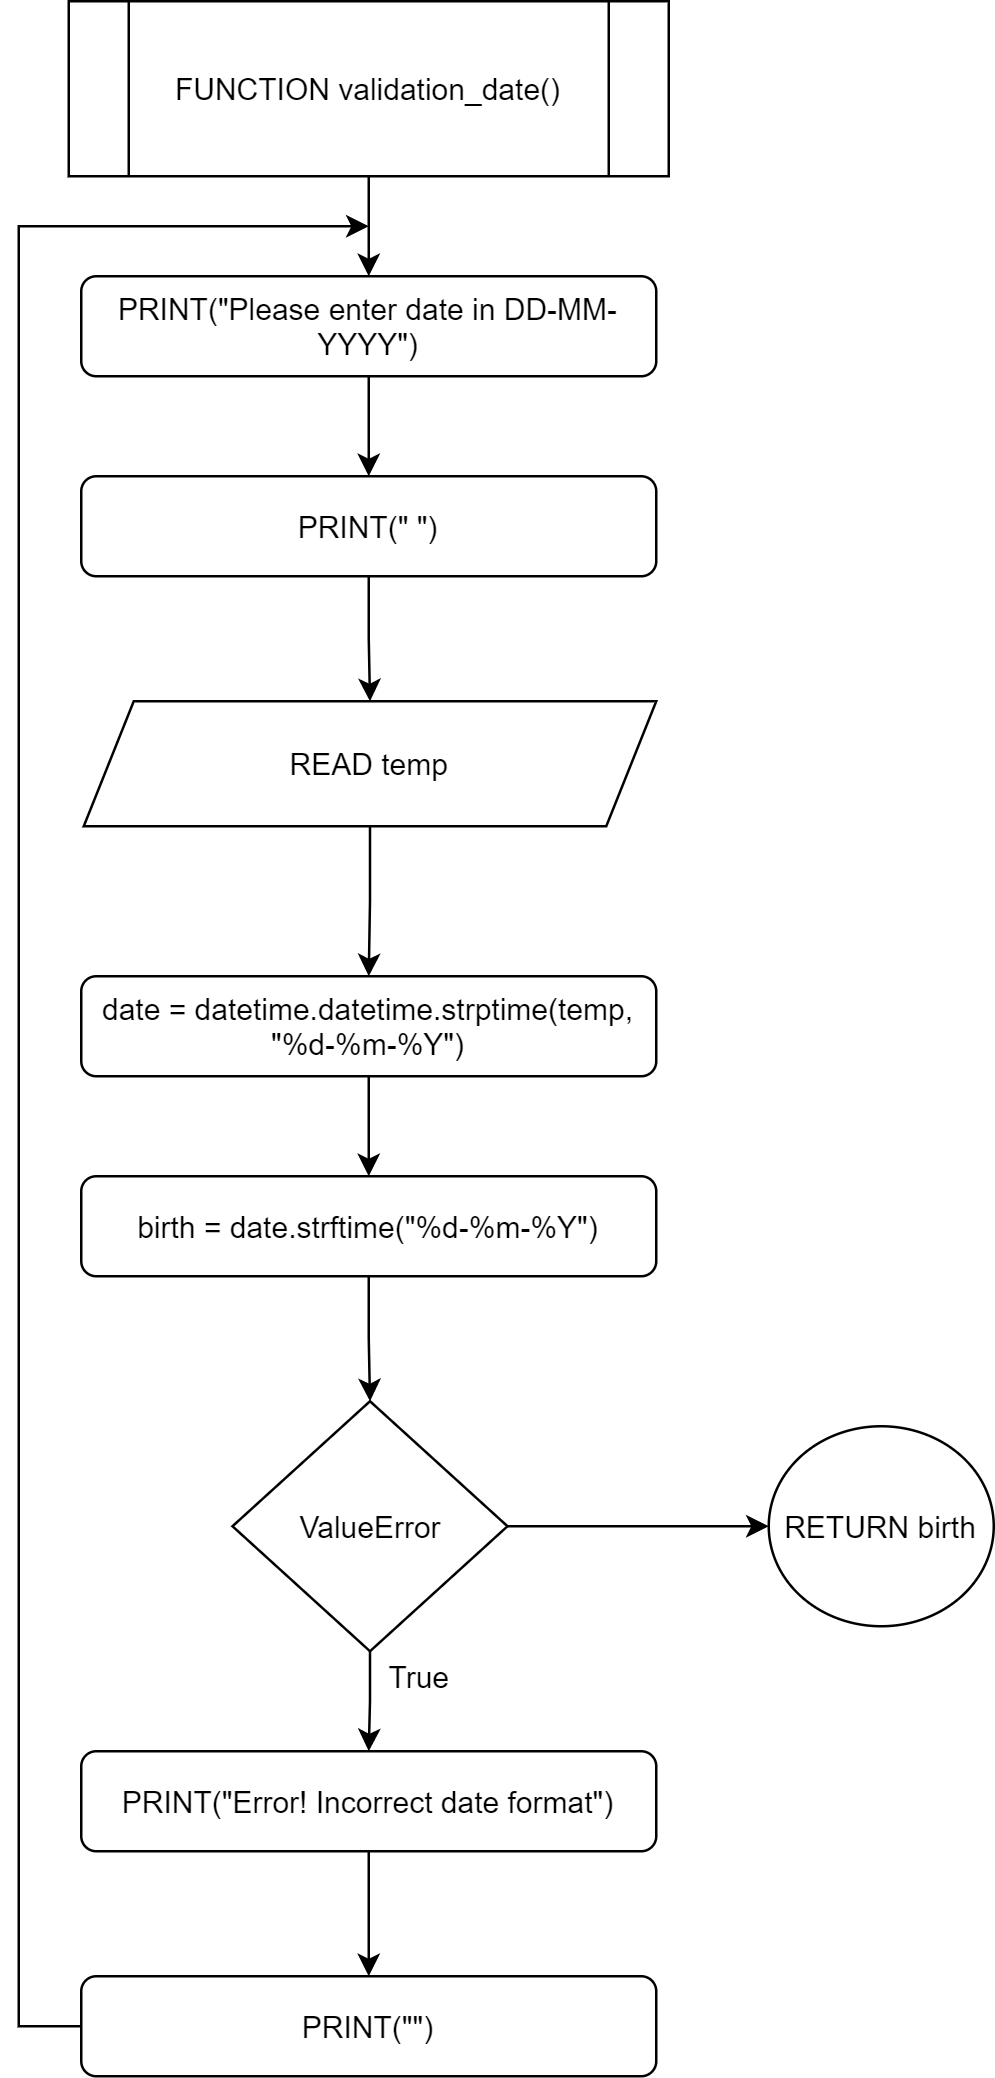 FUNCTION validation_date()
PRINT("Please enter date in DD-MM-
YYYY")
PRINT(" ")
READ temp
date = datetime.datetime.strptime(temp,
"%d-%m-%Y")
birth = date.strftime("%d-%m-%Y")
ValueError
RETURN birth
True
PRINT("Error! Incorrect date format")
PRINT("")